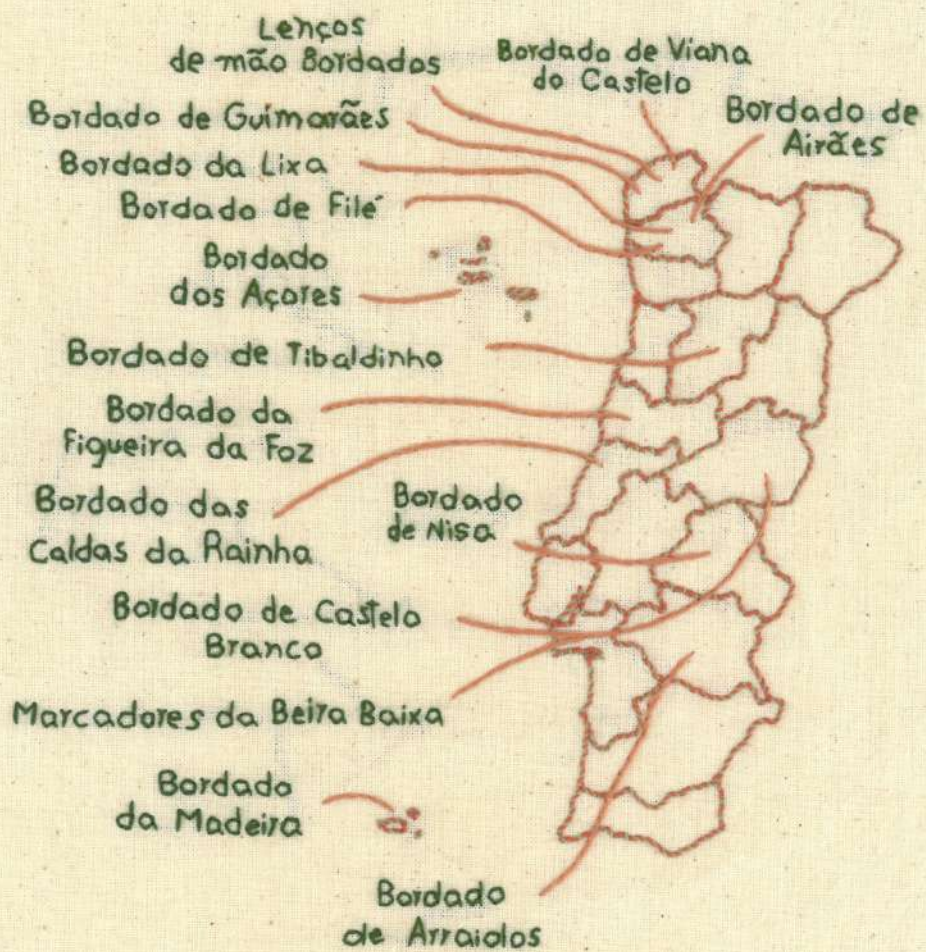 Lenços
de mão Bordados
Bordado de Viana
do Castelo
Bordado de
Airães
Bordado de Guimarães
Bordado da Lixa
Bordado de Filé
Bordado
dos Açores
Bordado de Tibaldinho
Bordado da
Figueira da Foz
Bordado das
Caldas da Rainha
Bordado
de Nisa
Bordado de Castelo
Branco
Marcadores da Beira Baixa
Bordado
da Madeira
Bordado
de Arraiolos